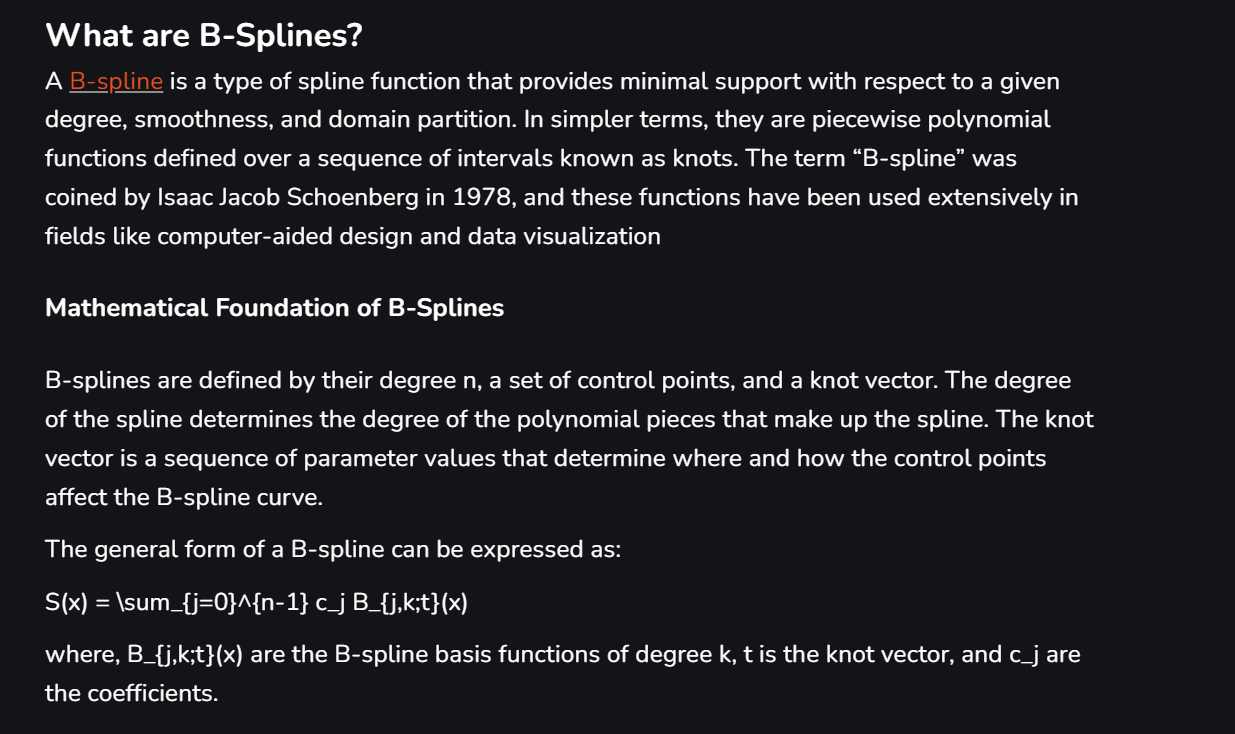 What are B-Splines?
A B-spline is a type of spline function that provides minimal support with respect to a given
degree, smoothness, and domain partition. In simpler terms, they are piecewise polynomial
functions defined over a sequence of intervals known as knots. The term “B-spline” was
coined by Isaac Jacob Schoenberg in 1978, and these functions have been used extensively in
fields like computer-aided design and data visualization
Mathematical Foundation of B-Splines
B-splines are defined by their degree n, a set of control points, and a knot vector. The degree
of the spline determines the degree of the polynomial pieces that make up the spline. The knot
vector is a sequence of parameter values that determine where and how the control points
affect the B-spline curve.
The general form of a B-spline can be expressed as:
S(x) = \sum_{j=0}^{n-1} c_j B_{j,k;t}(x)
where, B_{j,k;t}(x) are the B-spline basis functions of degree k, t is the knot vector, and c_j are
the coefficients.